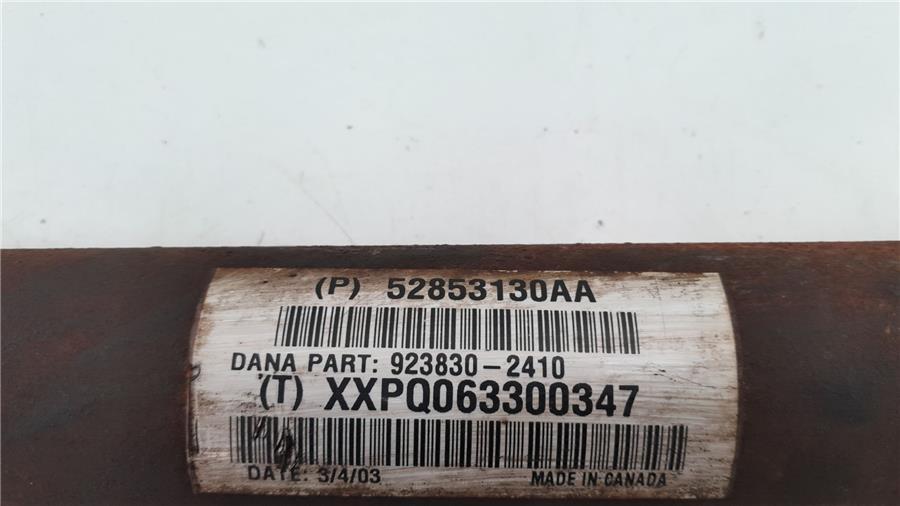 (P) 52853130AA
DANA PART: 923830-2410
(T) XXPQ063300347
DATE: 3/4/03 MADE IN CANADA